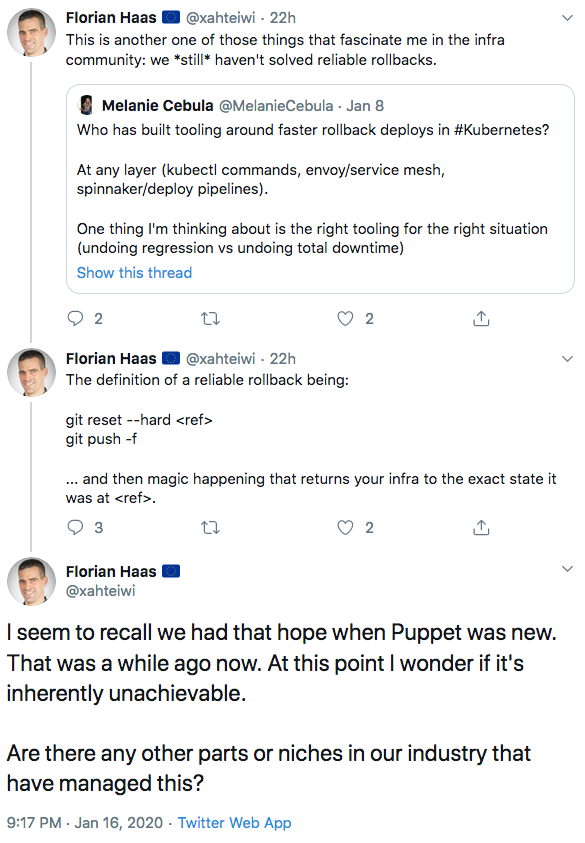 Florian Haas 🇪🇺 @xahteiwi · 22h
This is another one of those things that fascinate me in the infra
community: we *still* haven't solved reliable rollbacks.
Melanie Cebula @MelanieCebula · Jan 8
Who has built tooling around faster rollback deploys in #Kubernetes?
At any layer (kubectl commands, envoy/service mesh,
spinnaker/deploy pipelines).
One thing I'm thinking about is the right tooling for the right situation
(undoing regression vs undoing total downtime)
Show this thread
2 2
Florian Haas 🇪🇺 @xahteiwi · 22h
The definition of a reliable rollback being:
git reset --hard <ref>
git push -f
... and then magic happening that returns your infra to the exact state it
was at <ref>.
3 2
Florian Haas 🇪🇺
@xahteiwi
I seem to recall we had that hope when Puppet was new.
That was a while ago now. At this point I wonder if it's
inherently unachievable.
Are there any other parts or niches in our industry that
have managed this?
9:17 PM · Jan 16, 2020 · Twitter Web App